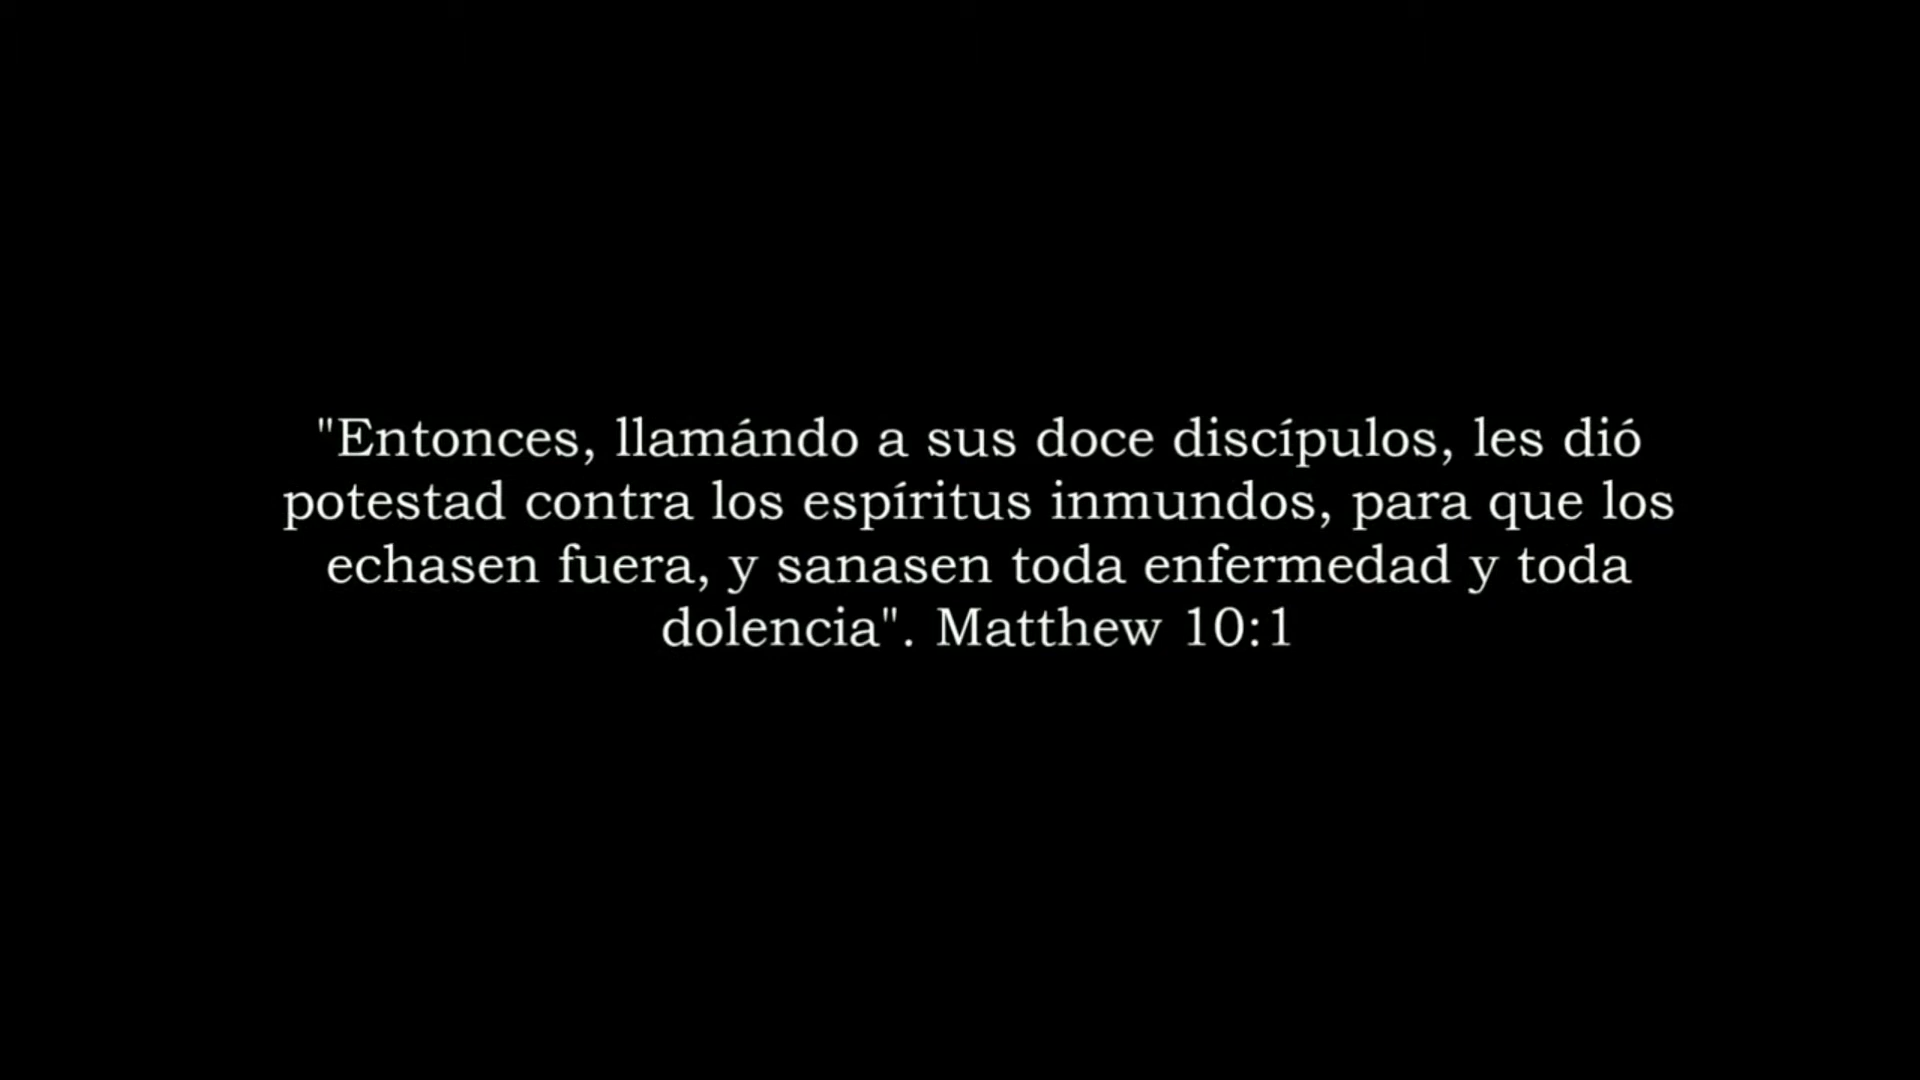 "Entonces, llamándo a sus doce discípulos, les dió
potestad contra los espíritus inmundos, para que los
echasen fuera, y sanasen toda enfermedad y toda
dolencia". Matthew 10:1